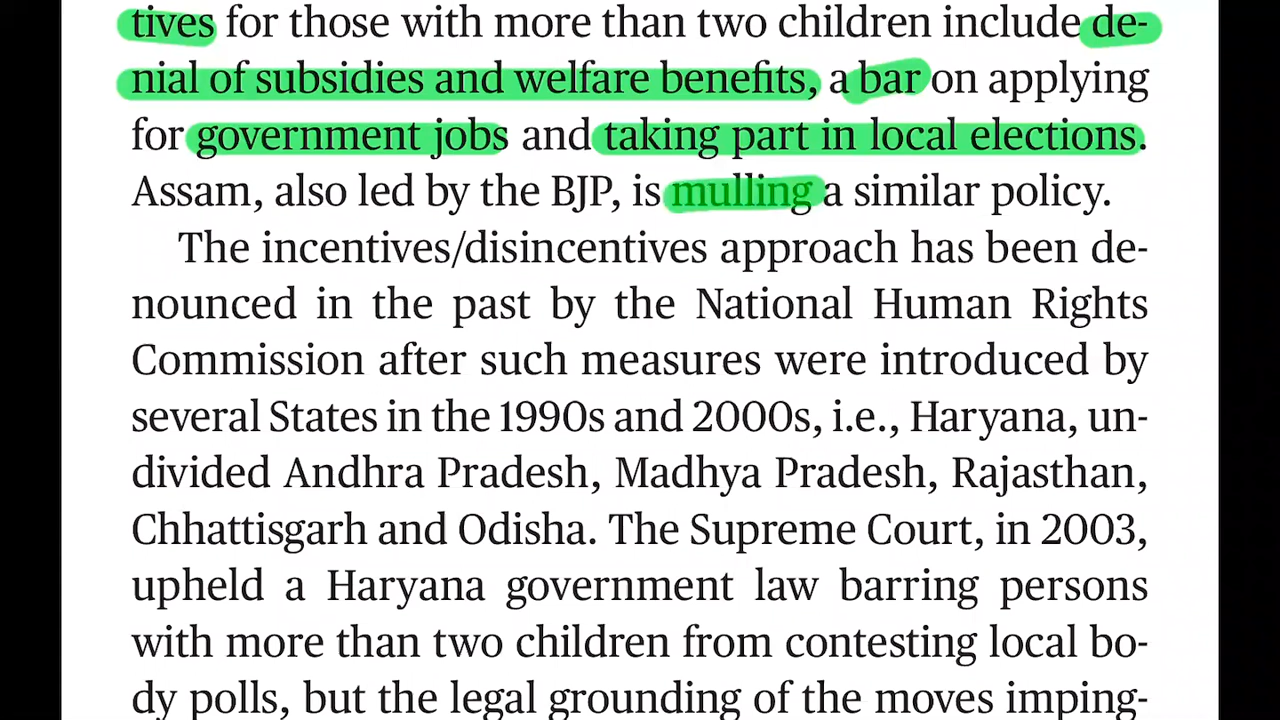 tives for those with more than two children include de-
nial of subsidies and welfare benefits, a bar on applying
for government jobs and taking part in local elections.
Assam, also led by the BJP, is mulling a similar policy.
The incentives/disincentives approach has been de-
nounced in the past by the National Human Rights
Commission after such measures were introduced by
several States in the 1990s and 2000s, i.e., Haryana, un-
divided Andhra Pradesh, Madhya Pradesh, Rajasthan,
Chhattisgarh and Odisha. The Supreme Court, in 2003,
upheld a Haryana government law barring persons
with more than two children from contesting local bo-
dy polls, but the legal grounding of the moves imping-